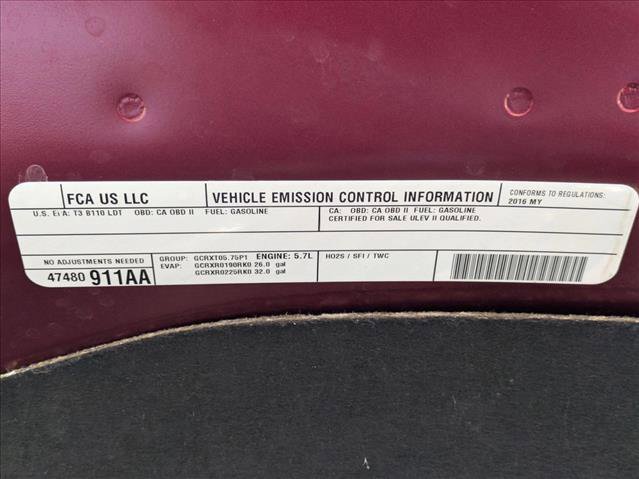 FCA US LLC
VEHICLE EMISSION CONTROL INFORMATION
CONFORMS TO REGULATIONS:
2016 MY
U.S. EPA: T3 B110 LDT OBD: CA OBD II FUEL: GASOLINE
CA: OBD: CA OBD II FUEL: GASOLINE
CERTIFIED FOR SALE ULEV II QUALIFIED.
NO ADJUSTMENTS NEEDED
47480 911AA
GROUP: GCRXT05.75P1 ENGINE: 5.7L
EVAP: GCRXR0190RK0 26.0 gal
GCRXR0225RK0 32.0 gal
HO2S / SFI / TWC